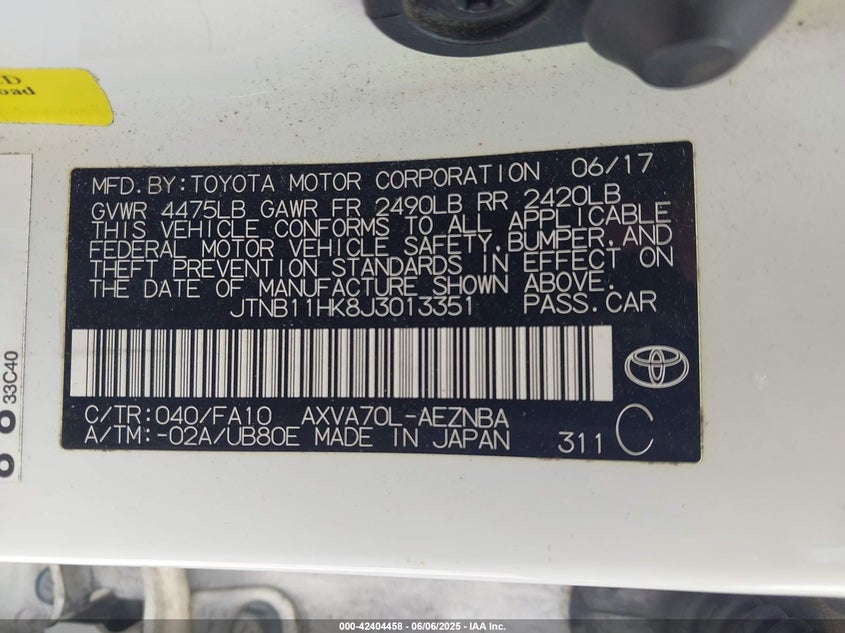 D
oad
33C40
MFD.BY:TOYOTA MOTOR CORPORATION 06/17
GVWR 4475LB GAWR FR 2490LB RR 2420LB
THIS VEHICLE CONFORMS TO ALL APPLICABLE
FEDERAL MOTOR VEHICLE SAFETY,BUMPER,AND
THEFT PREVENTION STANDARDS IN EFFECT ON
THE DATE OF MANUFACTURE SHOWN ABOVE.
JTNB11HK8J3013351 PASS.CAR
C/TR:040/FA10 AXVA70L-AEZNBA
A/TM:-02A/UB80E MADE IN JAPAN 311 C
000-42404458 - 06/06/2025 - IAA Inc.